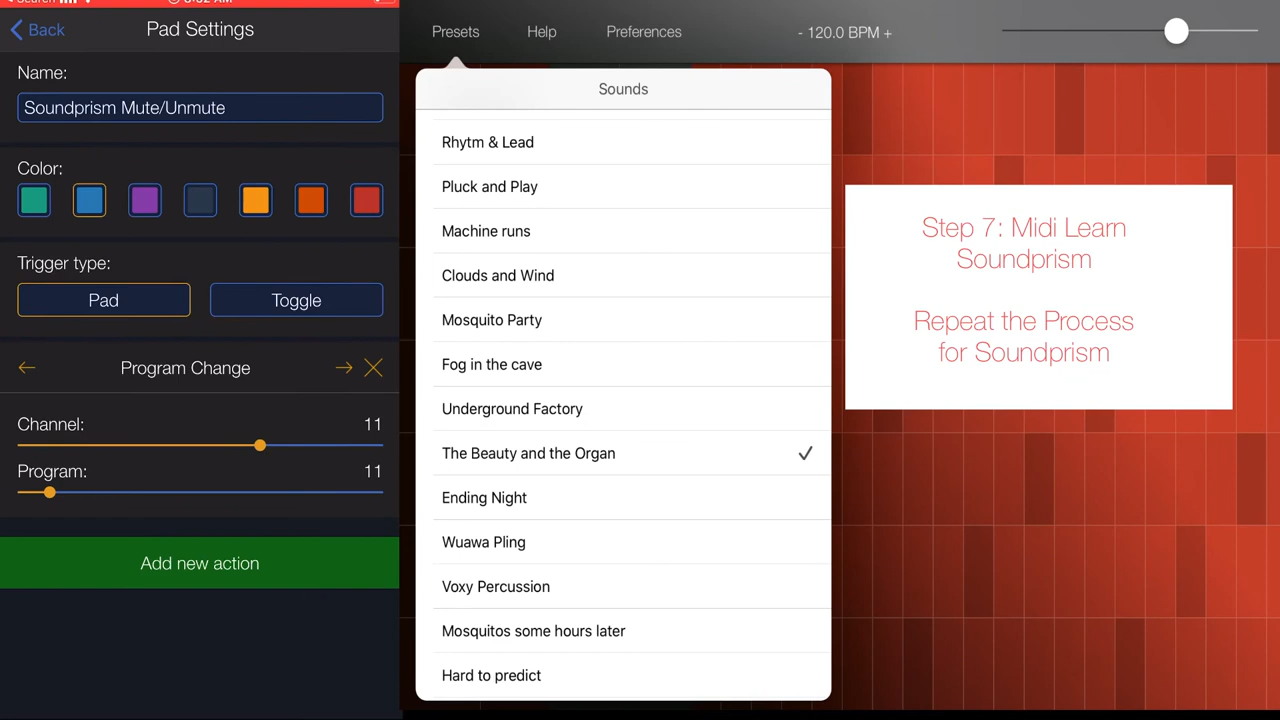 Back
Pad Settings
Name:
Soundprism Mute/Unmute
Color:
Trigger type:
Pad
Toggle
Program Change
Channel:
11
Program:
11
Add new action
Presets
Help
Preferences
- 120.0 BPM +
Sounds
Rhytm & Lead
Pluck and Play
Machine runs
Clouds and Wind
Mosquito Party
Fog in the cave
Underground Factory
The Beauty and the Organ
Ending Night
Wuawa Pling
Voxy Percussion
Mosquitos some hours later
Hard to predict
Step 7: Midi Learn
Soundprism
Repeat the Process
for Soundprism